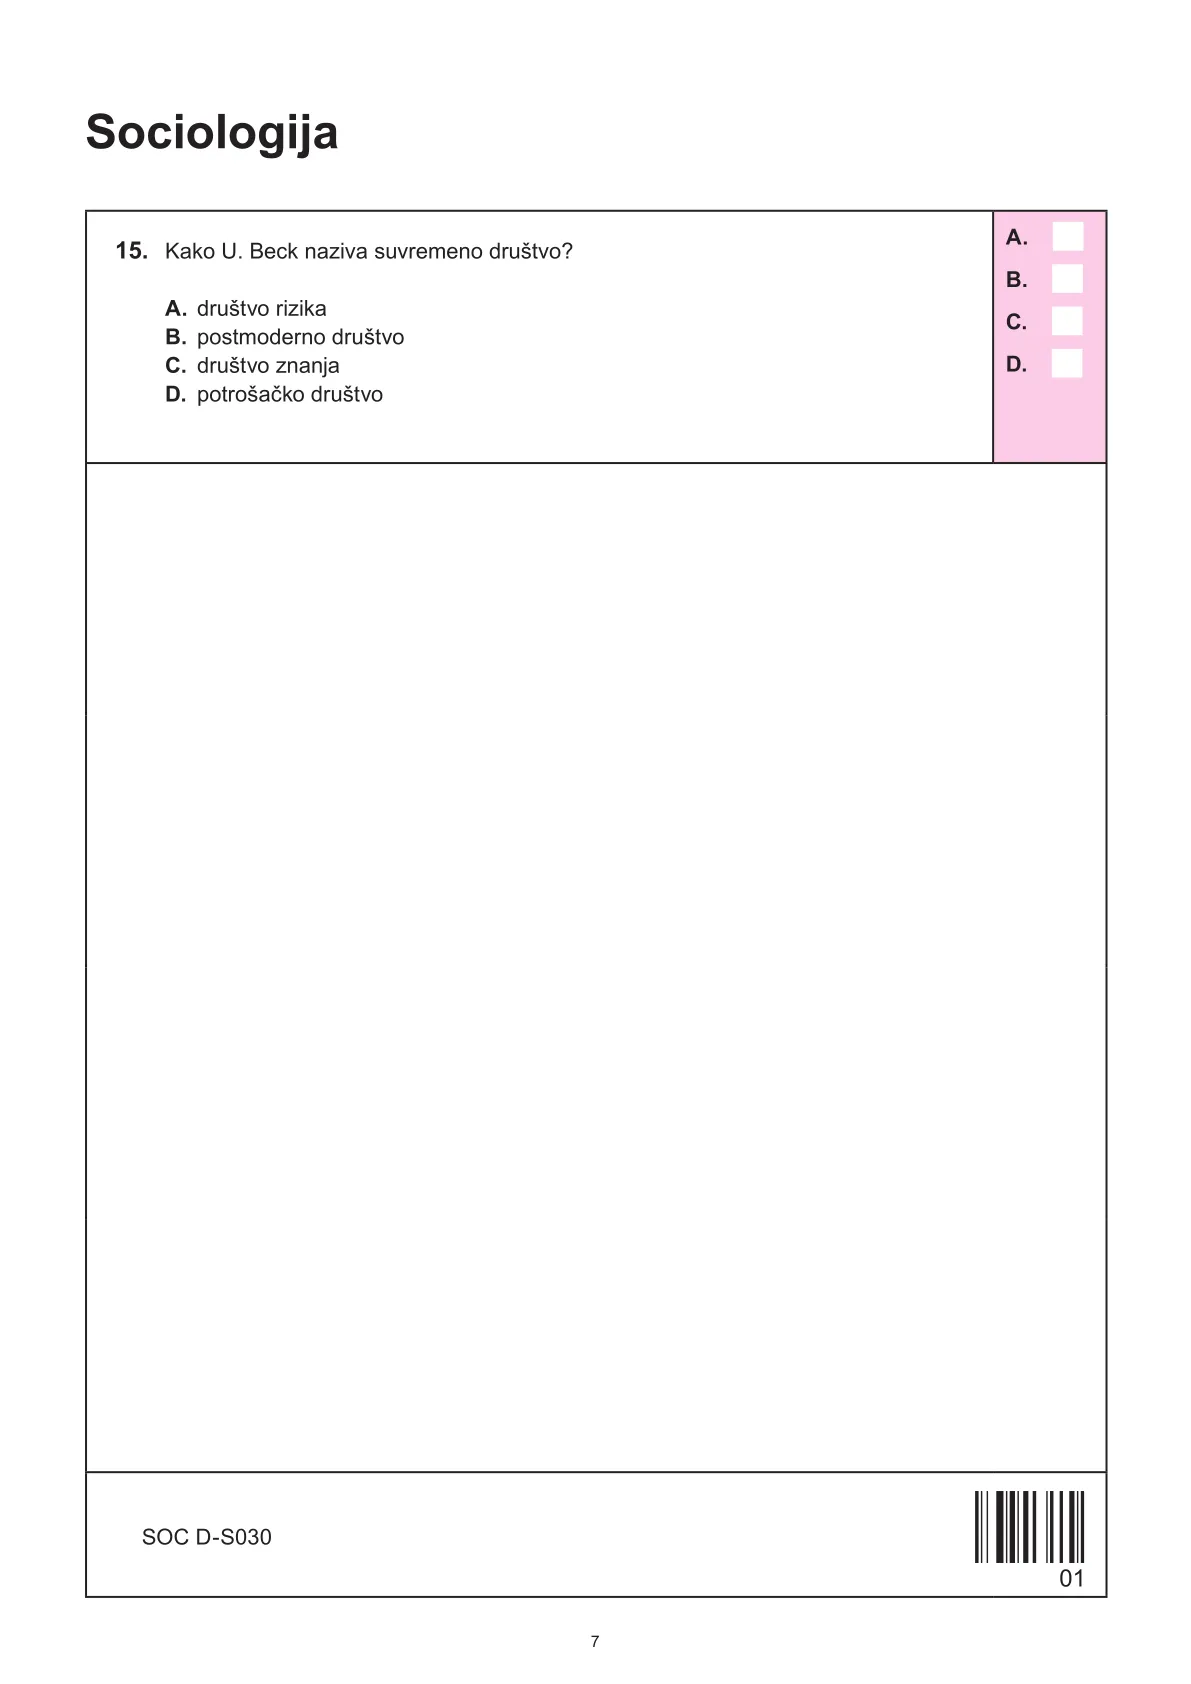 Sociologija
15. Kako U. Beck naziva suvremeno društvo?
A. društvo rizika
B. postmoderno društvo
C. društvo znanja
D. potrošačko društvo
A.
B.
C.
D.
SOC D-S030
01
7